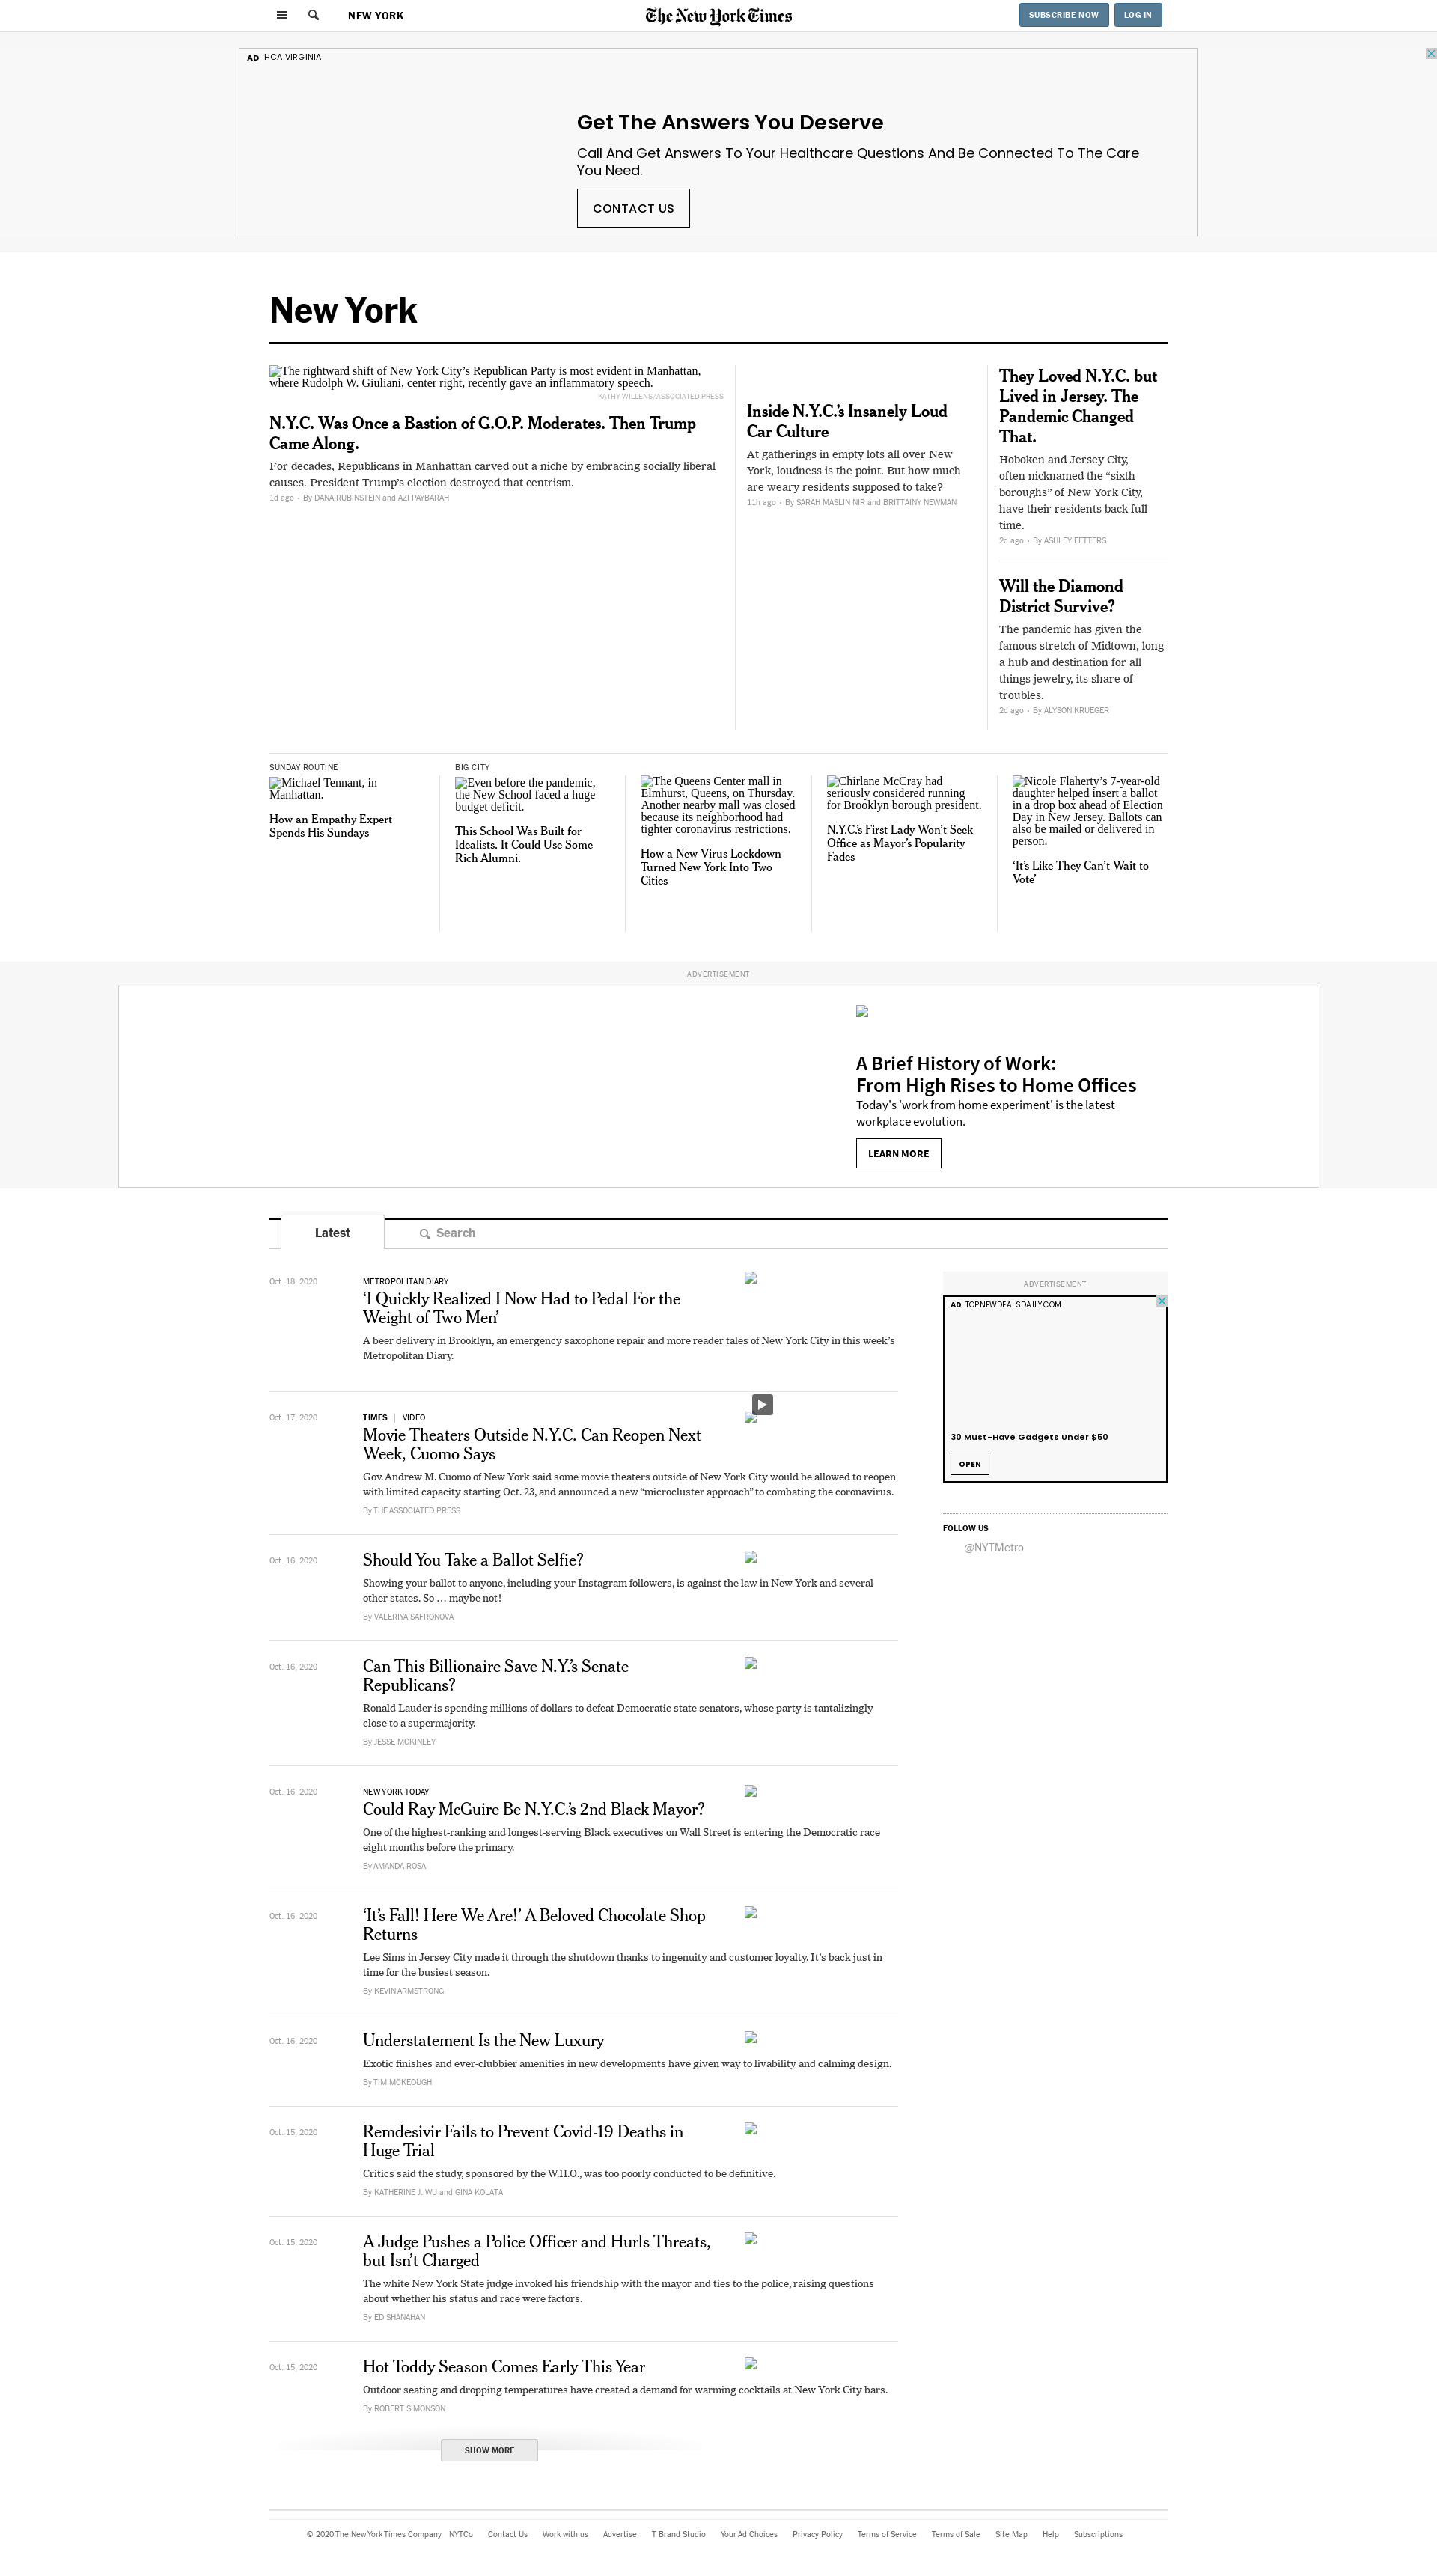 NEW YORK
The New York Times
SUBSCRIBE NOW
LOG IN
AD HCA VIRGINIA
Get The Answers You Deserve
Call And Get Answers To Your Healthcare Questions And Be Connected To The Care
You Need.
CONTACT US
New York
The rightward shift of New York City’s Republican Party is most evident in Manhattan,
where Rudolph W. Giuliani, center right, recently gave an inflammatory speech.
KATHY WILLENS/ASSOCIATED PRESS
N.Y.C. Was Once a Bastion of G.O.P. Moderates. Then Trump
Came Along.
For decades, Republicans in Manhattan carved out a niche by embracing socially liberal
causes. President Trump’s election destroyed that centrism.
1d ago • By DANA RUBINSTEIN and AZI PAYBARAH
Inside N.Y.C.’s Insanely Loud
Car Culture
At gatherings in empty lots all over New
York, loudness is the point. But how much
are weary residents supposed to take?
11h ago • By SARAH MASLIN NIR and BRITTAINY NEWMAN
They Loved N.Y.C. but
Lived in Jersey. The
Pandemic Changed
That.
Hoboken and Jersey City,
often nicknamed the “sixth
boroughs” of New York City,
have their residents back full
time.
2d ago • By ASHLEY FETTERS
Will the Diamond
District Survive?
The pandemic has given the
famous stretch of Midtown, long
a hub and destination for all
things jewelry, its share of
troubles.
2d ago • By ALYSON KRUEGER
SUNDAY ROUTINE
Michael Tennant, in
Manhattan.
How an Empathy Expert
Spends His Sundays
BIG CITY
Even before the pandemic,
the New School faced a huge
budget deficit.
This School Was Built for
Idealists. It Could Use Some
Rich Alumni.
The Queens Center mall in
Elmhurst, Queens, on Thursday.
Another nearby mall was closed
because its neighborhood had
tighter coronavirus restrictions.
How a New Virus Lockdown
Turned New York Into Two
Cities
Chirlane McCray had
seriously considered running
for Brooklyn borough president.
N.Y.C.’s First Lady Won’t Seek
Office as Mayor’s Popularity
Fades
Nicole Flaherty’s 7-year-old
daughter helped insert a ballot
in a drop box ahead of Election
Day in New Jersey. Ballots can
also be mailed or delivered in
person.
‘It’s Like They Can’t Wait to
Vote’
ADVERTISEMENT
A Brief History of Work:
From High Rises to Home Offices
Today's 'work from home experiment' is the latest
workplace evolution.
LEARN MORE
Latest
Search
Oct. 18, 2020
METROPOLITAN DIARY
‘I Quickly Realized I Now Had to Pedal For the
Weight of Two Men’
A beer delivery in Brooklyn, an emergency saxophone repair and more reader tales of New York City in this week’s
Metropolitan Diary.
ADVERTISEMENT
AD TOPNEWDEALSDAILY.COM
30 Must-Have Gadgets Under $50
OPEN
FOLLOW US
@NYTMetro
Oct. 17, 2020
TIMES | VIDEO
Movie Theaters Outside N.Y.C. Can Reopen Next
Week, Cuomo Says
Gov. Andrew M. Cuomo of New York said some movie theaters outside of New York City would be allowed to reopen
with limited capacity starting Oct. 23, and announced a new “microcluster approach” to combating the coronavirus.
By THE ASSOCIATED PRESS
Oct. 16, 2020
Should You Take a Ballot Selfie?
Showing your ballot to anyone, including your Instagram followers, is against the law in New York and several
other states. So … maybe not!
By VALERIYA SAFRONOVA
Oct. 16, 2020
Can This Billionaire Save N.Y.’s Senate
Republicans?
Ronald Lauder is spending millions of dollars to defeat Democratic state senators, whose party is tantalizingly
close to a supermajority.
By JESSE MCKINLEY
Oct. 16, 2020
NEW YORK TODAY
Could Ray McGuire Be N.Y.C.’s 2nd Black Mayor?
One of the highest-ranking and longest-serving Black executives on Wall Street is entering the Democratic race
eight months before the primary.
By AMANDA ROSA
Oct. 16, 2020
‘It’s Fall! Here We Are!’ A Beloved Chocolate Shop
Returns
Lee Sims in Jersey City made it through the shutdown thanks to ingenuity and customer loyalty. It’s back just in
time for the busiest season.
By KEVIN ARMSTRONG
Oct. 16, 2020
Understatement Is the New Luxury
Exotic finishes and ever-clubbier amenities in new developments have given way to livability and calming design.
By TIM MCKEOUGH
Oct. 15, 2020
Remdesivir Fails to Prevent Covid-19 Deaths in
Huge Trial
Critics said the study, sponsored by the W.H.O., was too poorly conducted to be definitive.
By KATHERINE J. WU and GINA KOLATA
Oct. 15, 2020
A Judge Pushes a Police Officer and Hurls Threats,
but Isn’t Charged
The white New York State judge invoked his friendship with the mayor and ties to the police, raising questions
about whether his status and race were factors.
By ED SHANAHAN
Oct. 15, 2020
Hot Toddy Season Comes Early This Year
Outdoor seating and dropping temperatures have created a demand for warming cocktails at New York City bars.
By ROBERT SIMONSON
SHOW MORE
© 2020 The New York Times Company NYTCo Contact Us Work with us Advertise T Brand Studio Your Ad Choices Privacy Policy Terms of Service Terms of Sale Site Map Help Subscriptions